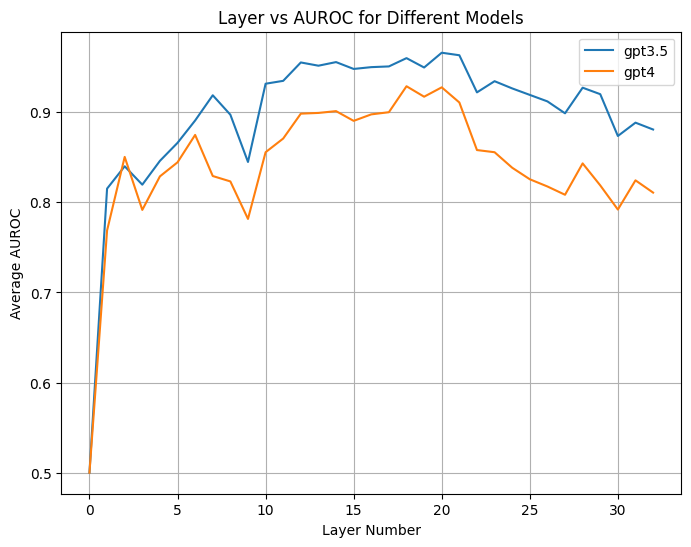 Layer vs AUROC for Different Models
gpt3.5
gpt4
Average AUROC
0.9
0.8
0.7
0.6
0.5
0 5 10 15 20 25 30
Layer Number